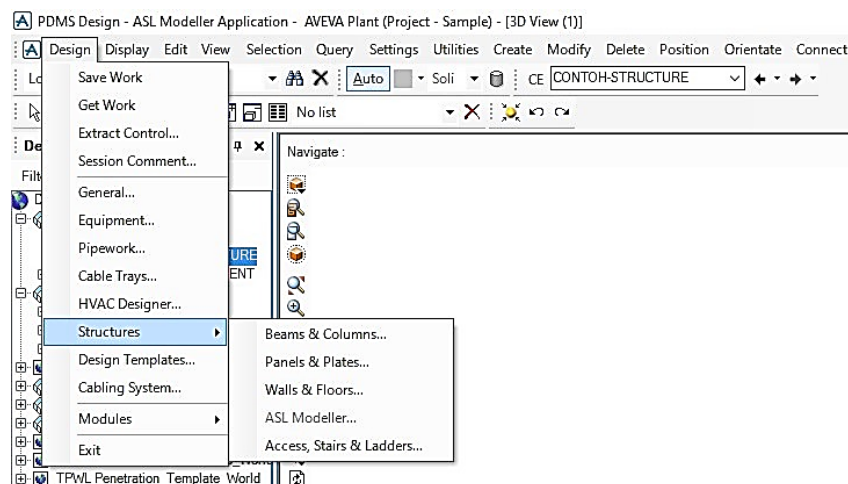 PDMS Design - ASL Modeller Application - AVEVA Plant (Project - Sample) - [3D View (1)]
Design Display Edit View Selection Query Settings Utilities Create Modify Delete Position Orientate Connect
Save Work
Auto
Soli
CE
CONTOH-STRUCTURE
Get Work
No list
Extract Control...
Navigate :
Session Comment...
General...
Equipment...
Pipework...
URE
Cable Trays...
ENT
HVAC Designer...
Structures
Beams & Columns...
Design Templates...
Panels & Plates...
Cabling System...
Walls & Floors...
Modules
ASL Modeller...
Exit
Access, Stairs & Ladders...
TPWL Penetration Template World